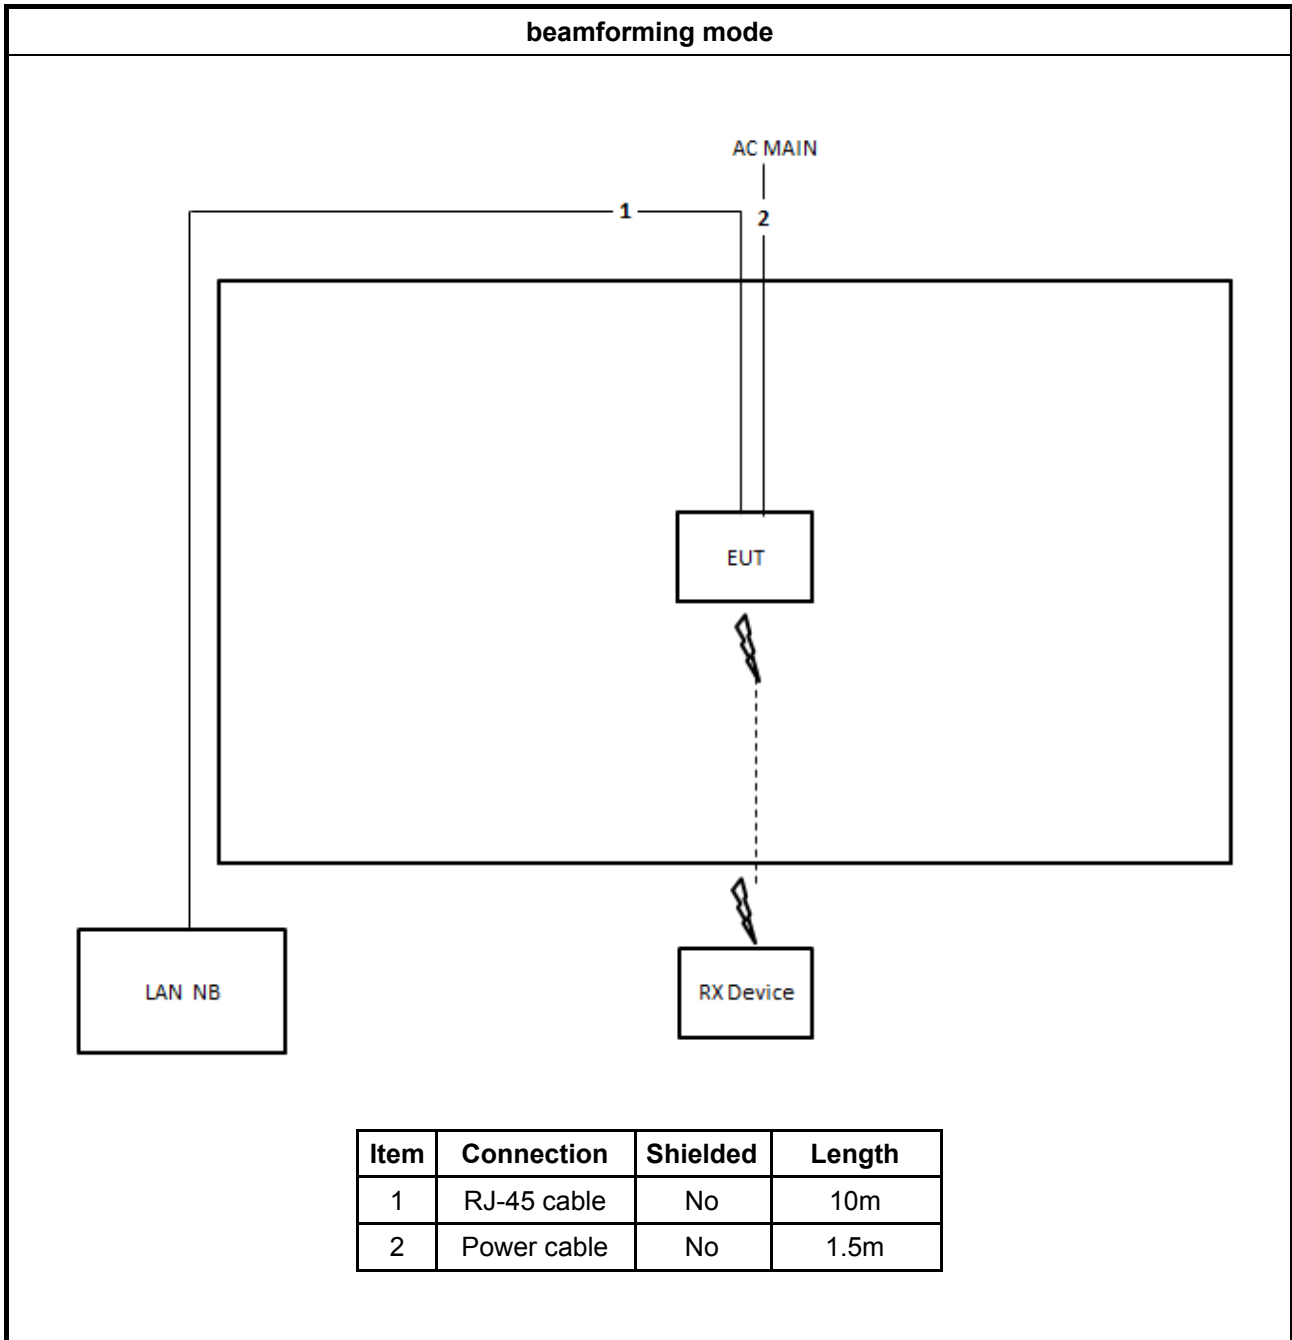 beamforming mode
AC MAIN
1
2
EUT
LAN NB
RX Device
Item Connection Shielded Length
1 RJ-45 cable No 10m
2 Power cable No 1.5m